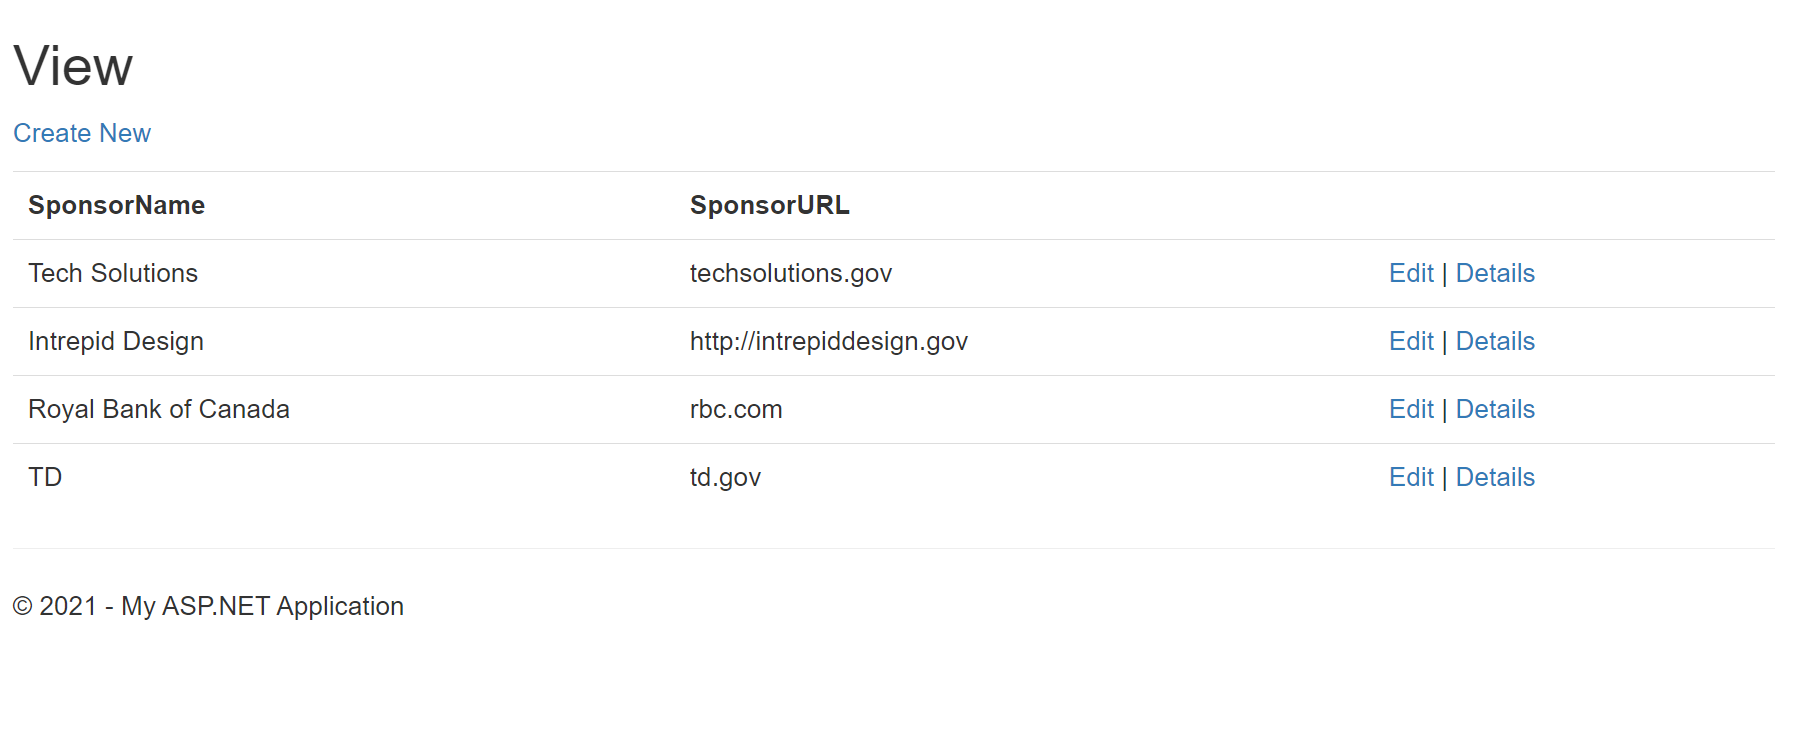 View
Create New
SponsorName SponsorURL
Tech Solutions techsolutions.gov Edit | Details
Intrepid Design http://intrepiddesign.gov Edit | Details
Royal Bank of Canada rbc.com Edit | Details
TD td.gov Edit | Details
© 2021 - My ASP.NET Application